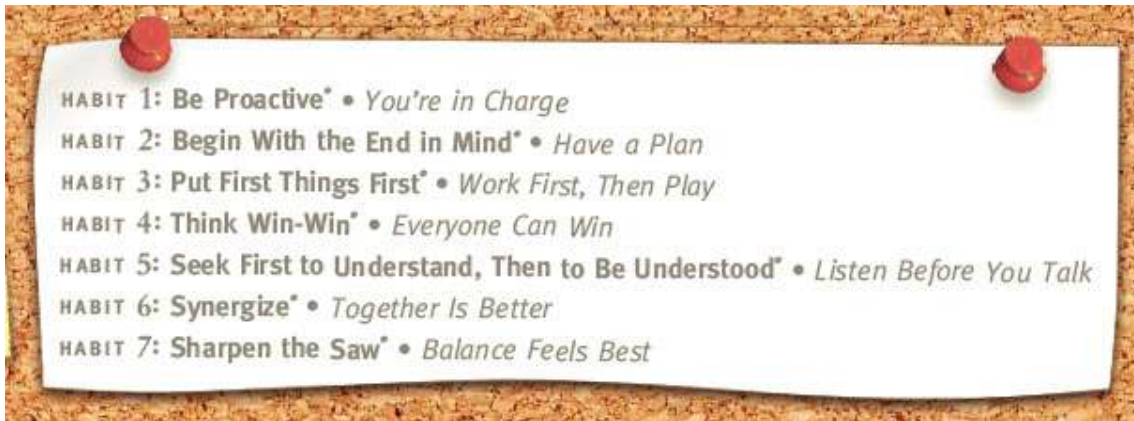 HABIT 1: Be Proactive® • You're in Charge
HABIT 2: Begin With the End in Mind® • Have a Plan
HABIT 3: Put First Things First® • Work First, Then Play
HABIT 4: Think Win-Win® • Everyone Can Win
HABIT 5: Seek First to Understand, Then to Be Understood® • Listen Before You Talk
HABIT 6: Synergize® • Together Is Better
HABIT 7: Sharpen the Saw® • Balance Feels Best